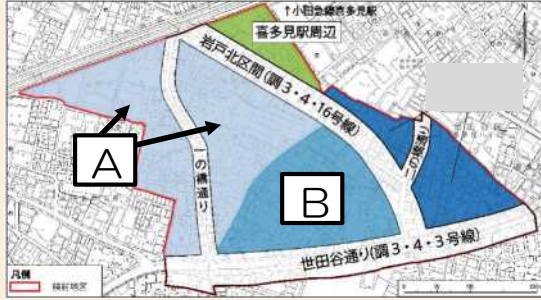 ↑小田急線喜多見駅
喜多見駅周辺
岩戸北区間(調3・4・16号線)
A
一の橋通り
二の橋通り
B
世田谷通り(調3・4・3号線)
凡例